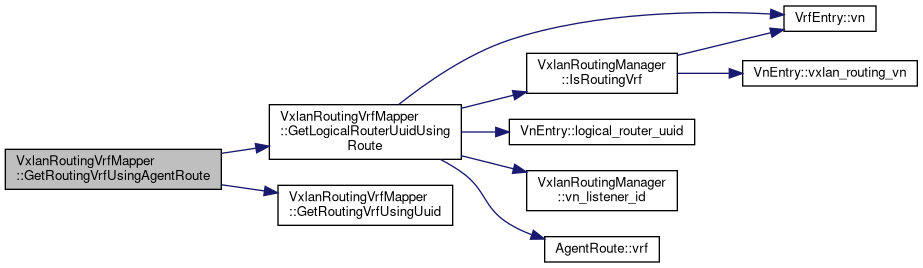 VxlanRoutingVrfMapper
::GetRoutingVrfUsingAgentRoute
VxlanRoutingVrfMapper
::GetLogicalRouterUuidUsing
Route
VxlanRoutingVrfMapper
::GetRoutingVrfUsingUuid
VrfEntry::vn
VxlanRoutingManager
::IsRoutingVrf
VnEntry::vxlan_routing_vn
VnEntry::logical_router_uuid
VxlanRoutingManager
::vn_listener_id
AgentRoute::vrf